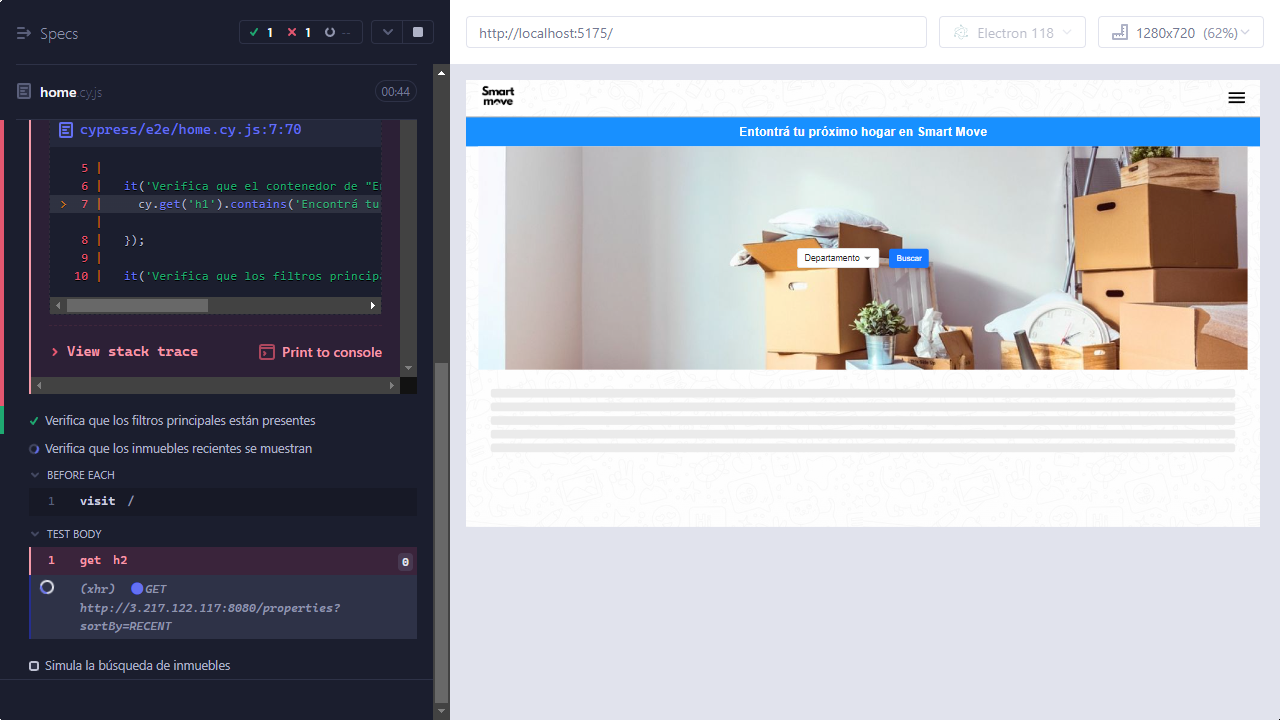 Specs
1
1
--
http://localhost:5175/
Electron 118
1280x720 (62%)
home.cy.js
00:44
cypress/e2e/home.cy.js:7:70
5 |
6 | it('Verifica que el contenedor de "En
> 7 | cy.get('h1').contains('Encontrá tu
|
8 | });
9 |
10 | it('Verifica que los filtros principa
View stack trace
Print to console
Verifica que los filtros principales están presentes
Verifica que los inmuebles recientes se muestran
BEFORE EACH
1 visit /
TEST BODY
1 get h2 0
(xhr) GET
http://3.217.122.117:8080/properties?
sortBy=RECENT
Simula la búsqueda de inmuebles
Smart
move
Entontrá tu próximo hogar en Smart Move
Departamento
Buscar